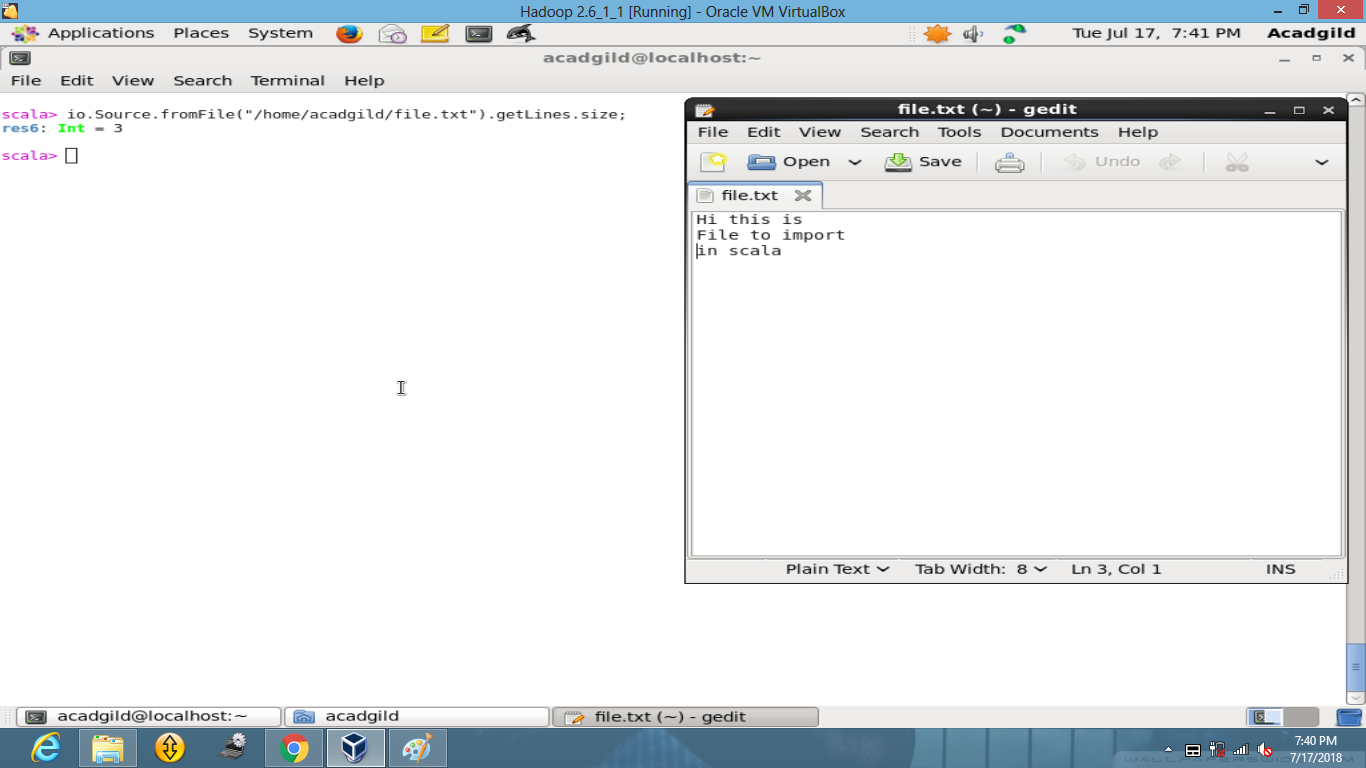 Hadoop 2.6_1_1 [Running] - Oracle VM VirtualBox
Applications Places System Tue Jul 17, 7:41 PM Acadgild
acadgild@localhost:~
File Edit View Search Terminal Help
scala> io.Source.fromFile("/home/acadgild/file.txt").getLines.size;
res6: Int = 3
scala>
file.txt (~) - gedit
File Edit View Search Tools Documents Help
Open Save Undo
file.txt
Hi this is
File to import
in scala
Plain Text Tab Width: 8 Ln 3, Col 1 INS
acadgild@localhost:~ acadgild file.txt (~) - gedit
7:40 PM
7/17/2018